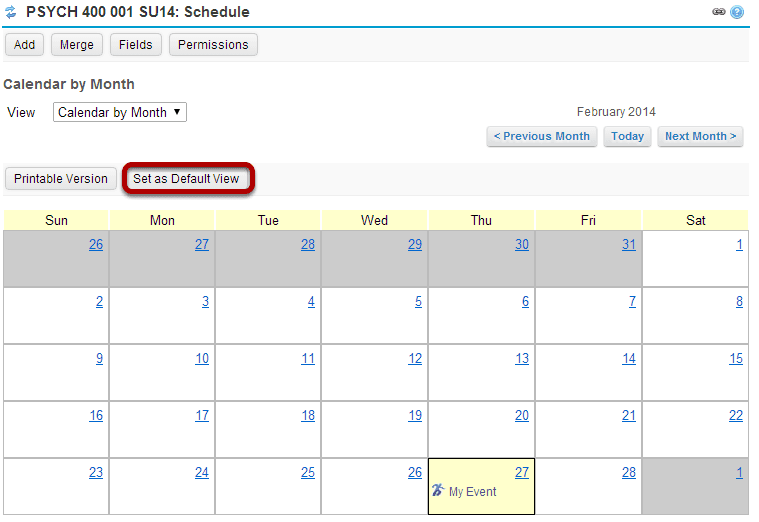 PSYCH 400 001 SU14: Schedule
Add Merge Fields Permissions
Calendar by Month
View Calendar by Month February 2014
< Previous Month Today Next Month >
Printable Version Set as Default View
Sun Mon Tue Wed Thu Fri Sat
26 27 28 29 30 31 1
2 3 4 5 6 7 8
9 10 11 12 13 14 15
16 17 18 19 20 21 22
23 24 25 26 27 28 1
My Event